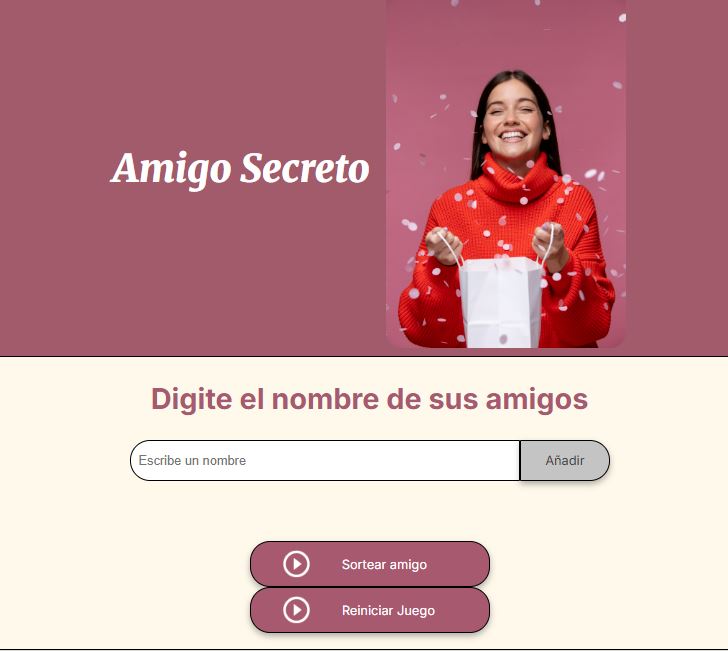 Amigo Secreto
Digite el nombre de sus amigos
Escribe un nombre
Añadir
Sortear amigo
Reiniciar Juego